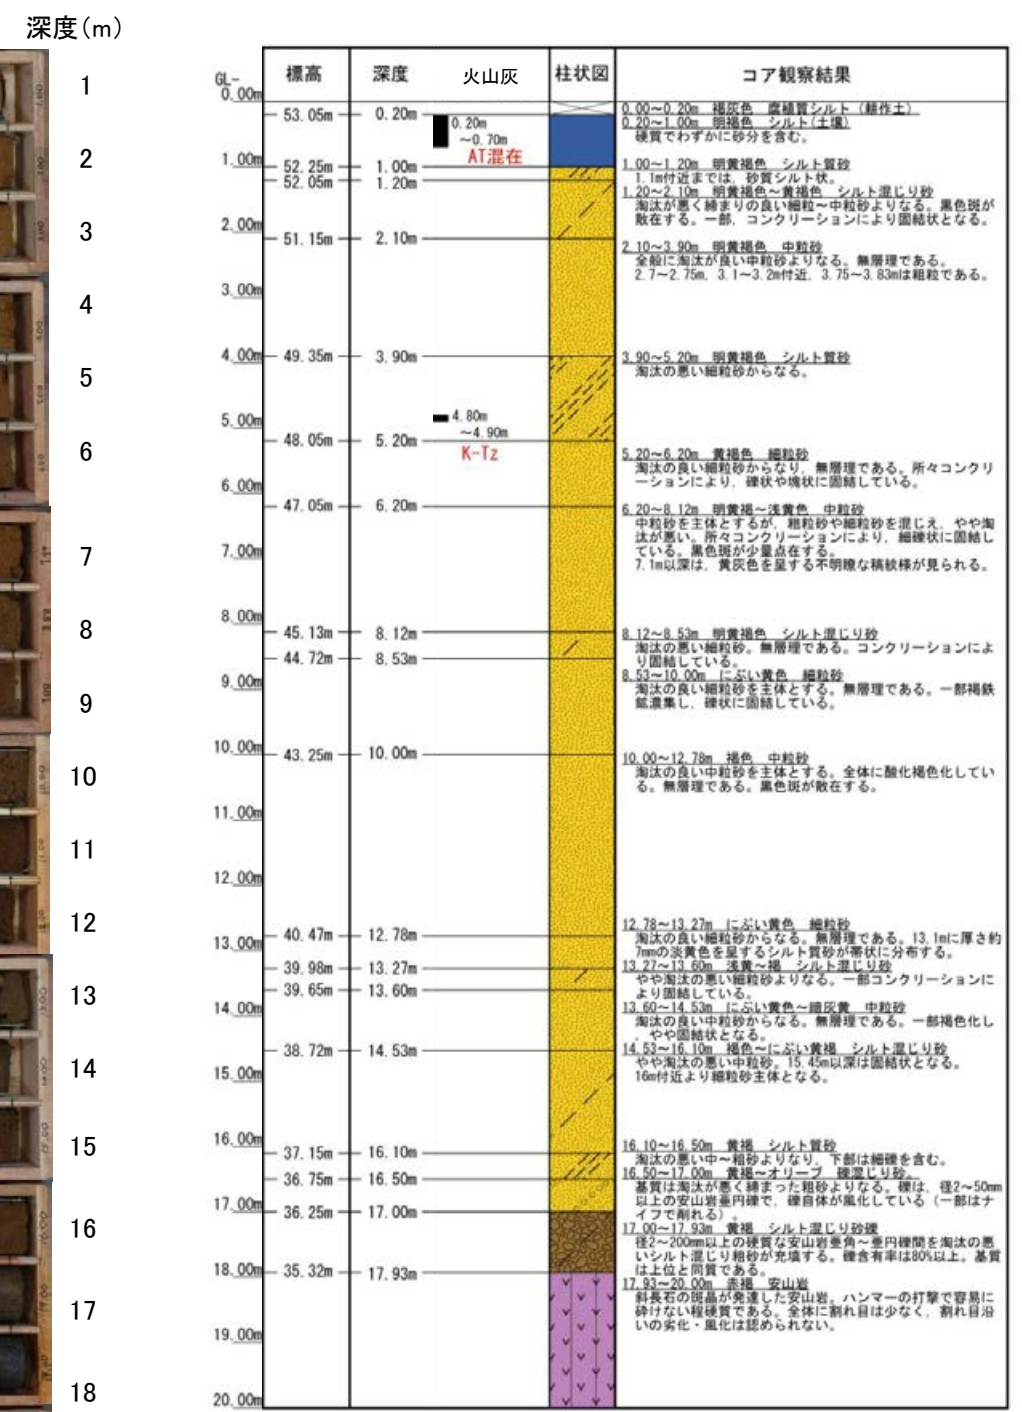 深度(m)
1
2
3
4
5
6
7
8
9
10
11
12
13
14
15
16
17
18
標高 深度 火山灰 柱状図 コア観察結果
GL-
0.00m
1.00m
2.00m
3.00m
4.00m
5.00m
6.00m
7.00m
8.00m
9.00m
10.00m
11.00m
12.00m
13.00m
14.00m
15.00m
16.00m
17.00m
18.00m
19.00m
20.00m
53.05m 0.20m
52.25m 1.00m
52.05m 1.20m
51.15m 2.10m
49.35m 3.90m
48.05m 5.20m
47.05m 6.20m
45.13m 8.12m
44.72m 8.53m
43.25m 10.00m
40.47m 12.78m
39.98m 13.27m
39.65m 13.60m
38.72m 14.53m
37.15m 16.10m
36.75m 16.50m
36.25m 17.00m
35.32m 17.93m
0.20m
~0.70m
AT混在
4.80m
~4.90m
K-Tz
0.00~0.20m 褐灰色 腐植質シルト(耕作土)
0.20~1.00m 明褐色 シルト(土壌)
硬質でわずかに砂分を含む。
1.00~1.20m 明黄褐色 シルト質砂
1.1m付近までは、砂質シルト状。
1.20~2.10m 明黄褐色~黄褐色 シルト混じり砂
淘汰が悪く締まりの良い細粒~中粒砂よりなる。黒色斑が
散在する。一部、コンクリーションにより固結状となる。
2.10~3.90m 明黄褐色 中粒砂
全般に淘汰が良い中粒砂よりなる。無層理である。
2.7~2.75m、3.1~3.2m付近、3.75~3.83mは粗粒である。
3.90~5.20m 明黄褐色 シルト質砂
淘汰の悪い細粒砂からなる。
5.20~6.20m 黄褐色 細粒砂
淘汰の良い細粒砂からなり、無層理である。所々コンクリ
ーションにより、礫状や塊状に固結している。
6.20~8.12m 明黄褐~浅黄色 中粒砂
中粒砂を主体とするが、粗粒砂や細粒砂を混じえ、やや淘
汰が悪い。所々コンクリーションにより、細礫状に固結し
ている。黒色斑が少量点在する。
7.1m以深は、黄灰色を呈する不明瞭な稿紋様が見られる。
8.12~8.53m 明黄褐色 シルト混じり砂
淘汰の悪い細粒砂。無層理である。コンクリーションによ
り固結している。
8.53~10.00m にぶい黄色 細粒砂
淘汰の良い細粒砂を主体とする。無層理である。一部褐鉄
鉱濃集し、礫状に固結している。
10.00~12.78m 褐色 中粒砂
淘汰の良い中粒砂を主体とする。全体に酸化褐色化してい
る。無層理である。黒色斑が散在する。
12.78~13.27m にぶい黄色 細粒砂
淘汰の良い細粒砂からなる。無層理である。13.1mに厚さ約
7mmの淡黄色を呈するシルト質砂が帯状に分布する。
13.27~13.60m 浅黄~褐 シルト混じり砂
やや淘汰の悪い細粒砂よりなる。一部コンクリーションに
より固結している。
13.60~14.53m にぶい黄色~暗灰黄 中粒砂
淘汰の良い中粒砂からなる。無層理である。一部褐色化し
、やや固結状となる。
14.53~16.10m 褐色~にぶい黄褐 シルト混じり砂
やや淘汰の悪い中粒砂。15.45m以深は固結状となる。
16m付近より細粒砂主体となる。
16.10~16.50m 黄褐 シルト質砂
淘汰の悪い中~粗砂よりなり、下部は細礫を含む。
16.50~17.00m 黄褐~オリーブ 礫混じり砂。
基質は淘汰が悪く締まった粗砂よりなる。礫は、径2~50mm
以上の安山岩亜円礫で、礫自体が風化している(一部はナ
イフで削れる)。
17.00~17.93m 黄褐 シルト混じり砂礫
径2~200mm以上の硬質な安山岩亜角~亜円礫間を淘汰の悪
いシルト混じり粗砂が充填する。礫含有率は80%以上。基質
は上位と同質である。
17.93~20.00m 赤褐 安山岩
斜長石の斑晶が発達した安山岩。ハンマーの打撃で容易に
砕けない程硬質である。全体に割れ目は少なく、割れ目沿
いの劣化・風化は認められない。